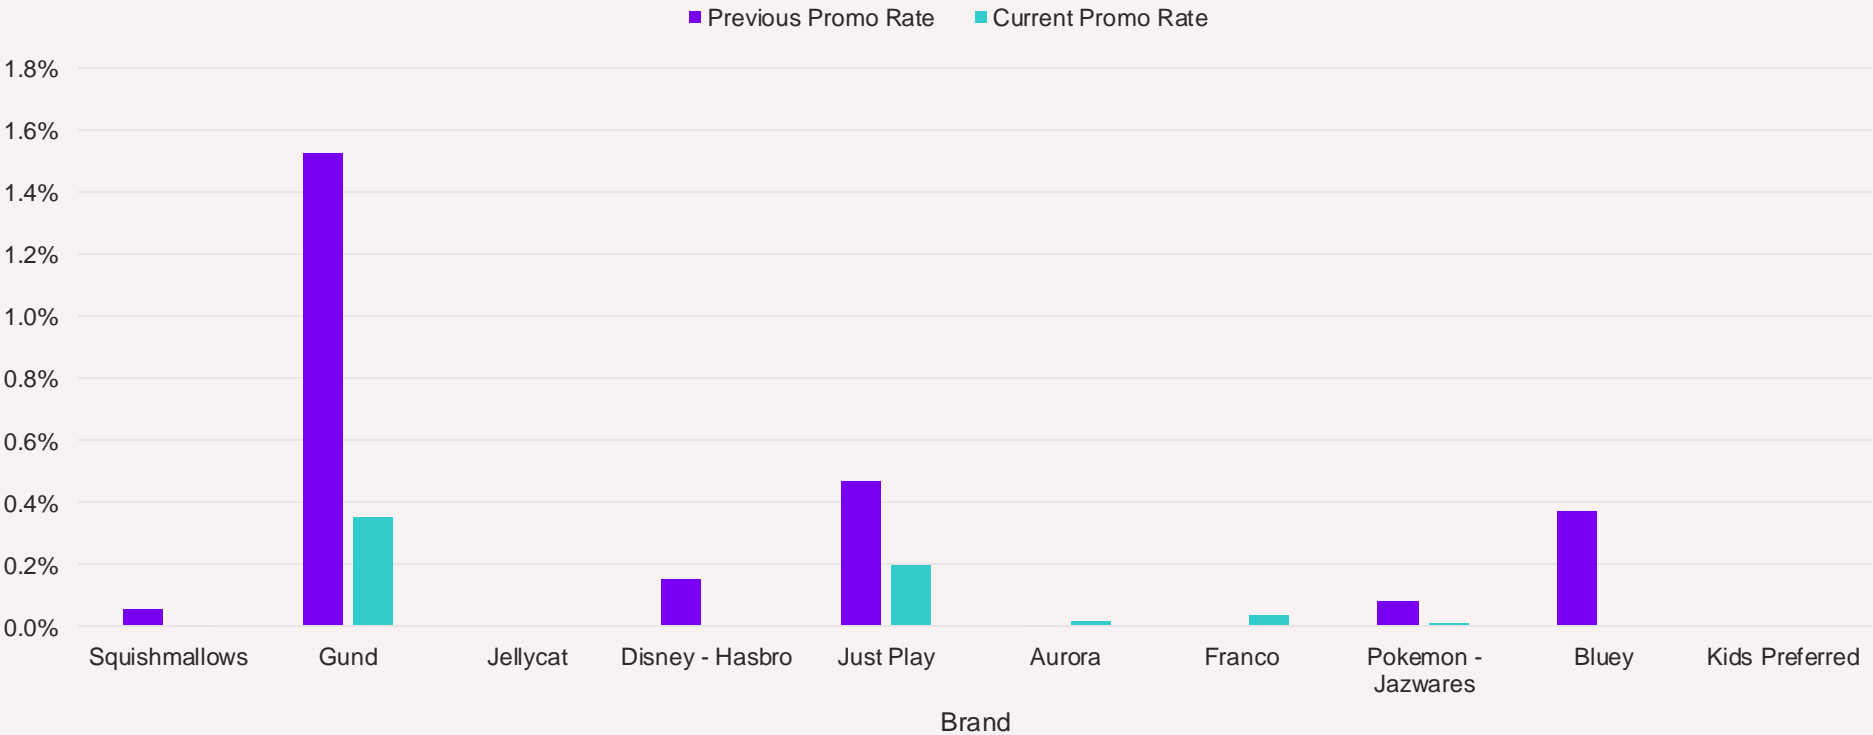 Previous Promo Rate
Current Promo Rate
1.8%
1.6%
1.4%
1.2%
1.0%
0.8%
0.6%
0.4%
0.2%
0.0%
Squishmallows
Gund
Jellycat
Disney - Hasbro
Just Play
Aurora
Franco
Pokemon -
Jazwares
Bluey
Kids Preferred
Brand